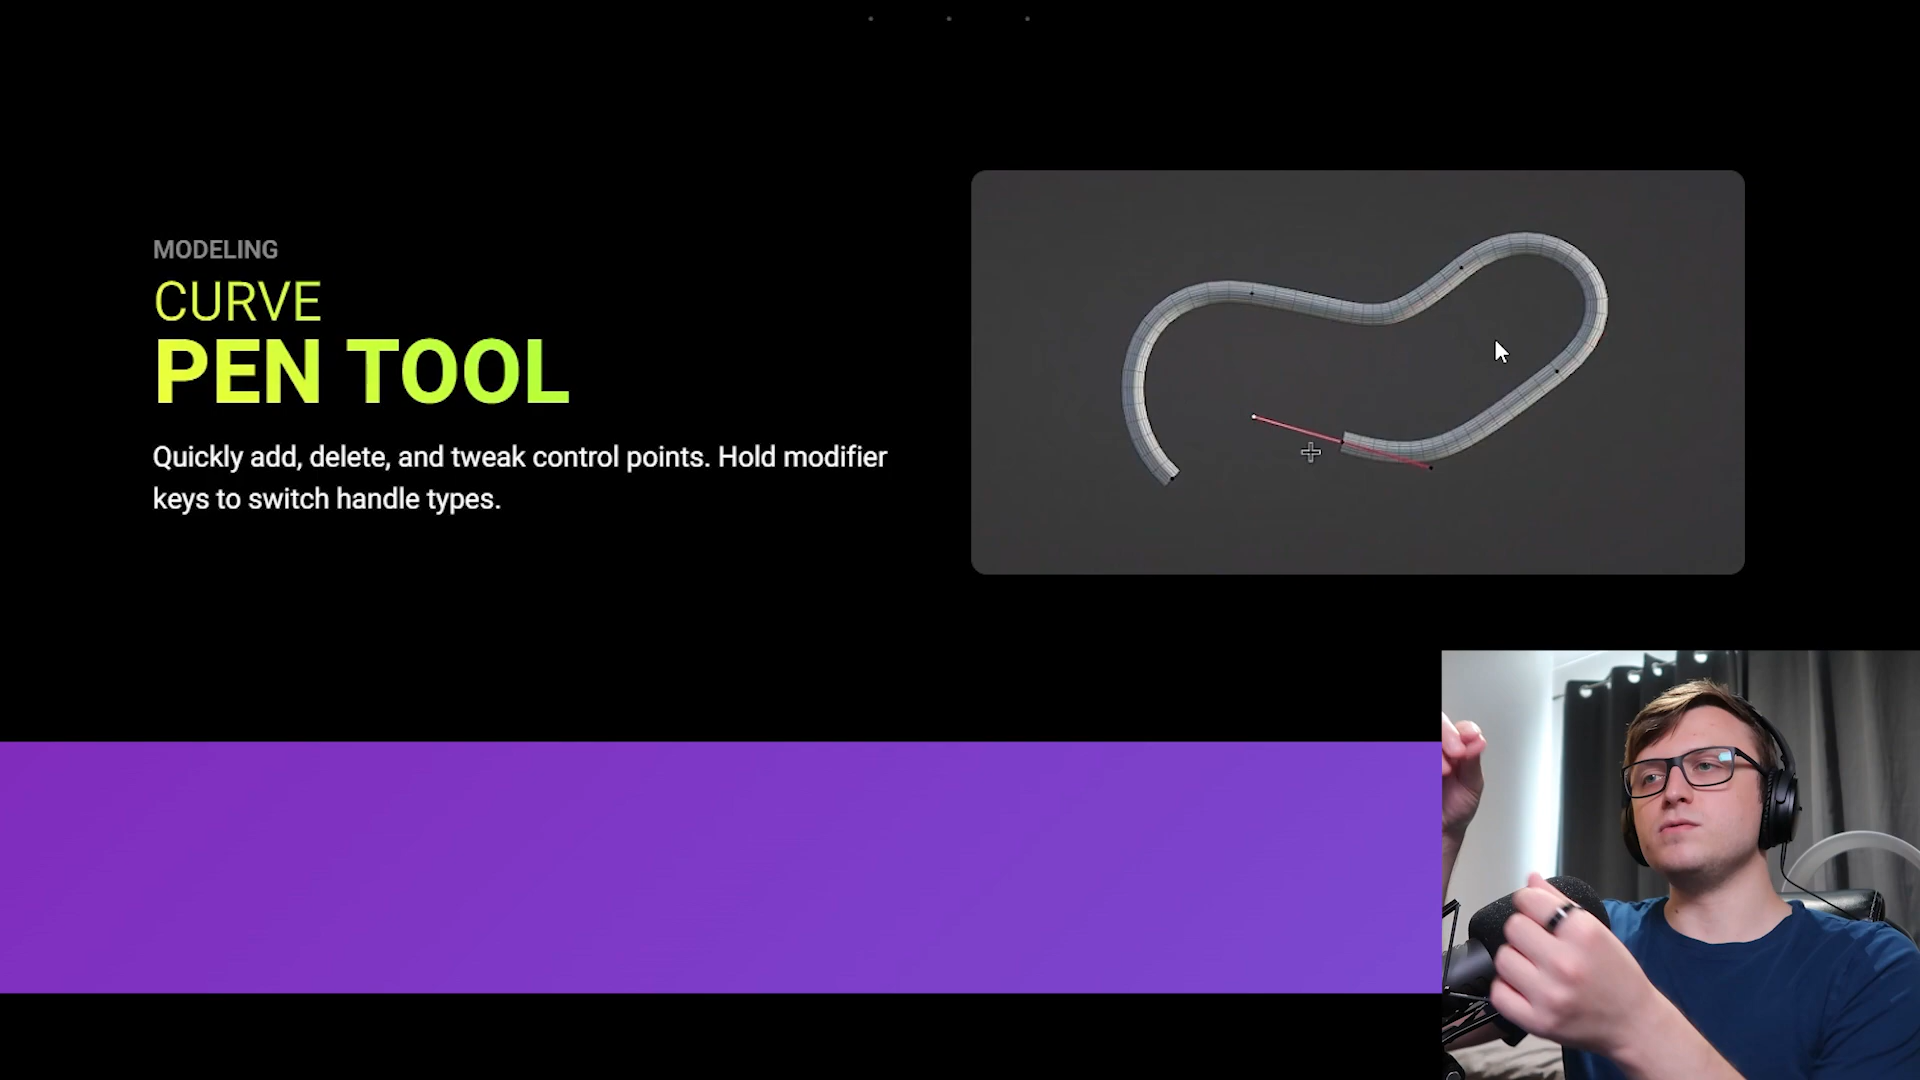 MODELING
CURVE
PEN TOOL
Quickly add, delete, and tweak control points. Hold modifier
keys to switch handle types.